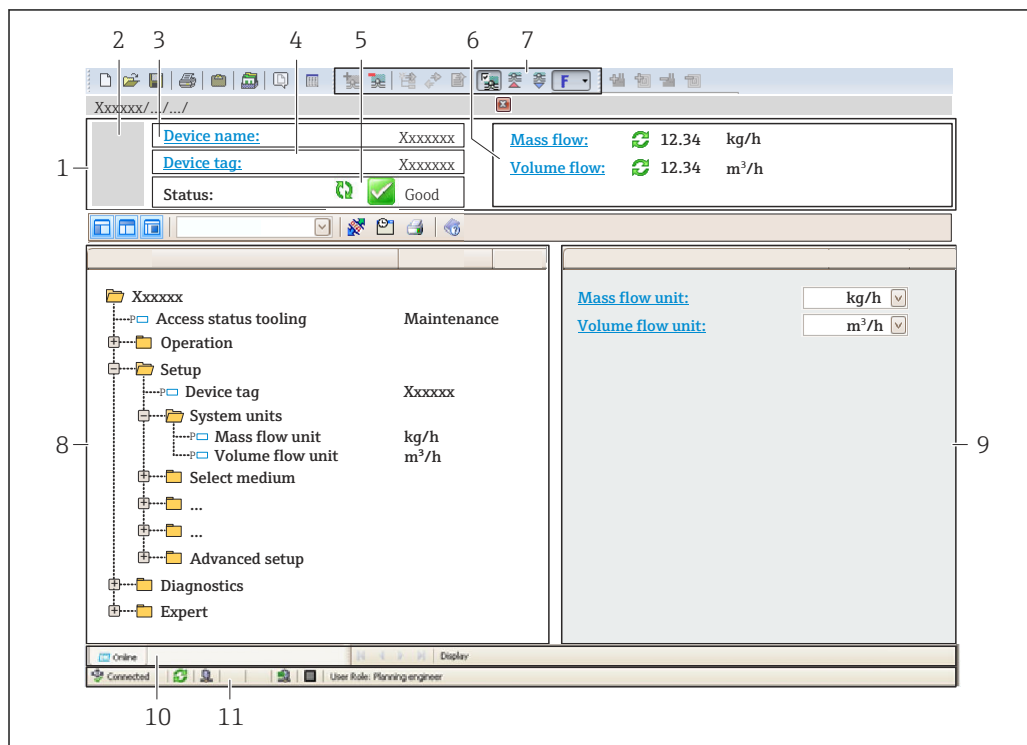 2 3 4 5 6 7
F
Xxxxxx/.../.../
1
Device name: Xxxxxxx
Device tag: Xxxxxxx
Status: Good
Mass flow: 12.34 kg/h
Volume flow: 12.34 m³/h
Xxxxxx
P Access status tooling Maintenance
Operation
Setup
P Device tag Xxxxxx
System units
P Mass flow unit kg/h
P Volume flow unit m³/h
Select medium
...
...
Advanced setup
Diagnostics
Expert
8
Mass flow unit: kg/h
Volume flow unit: m³/h
9
Online Display
Connected User Role: Planning engineer
10 11